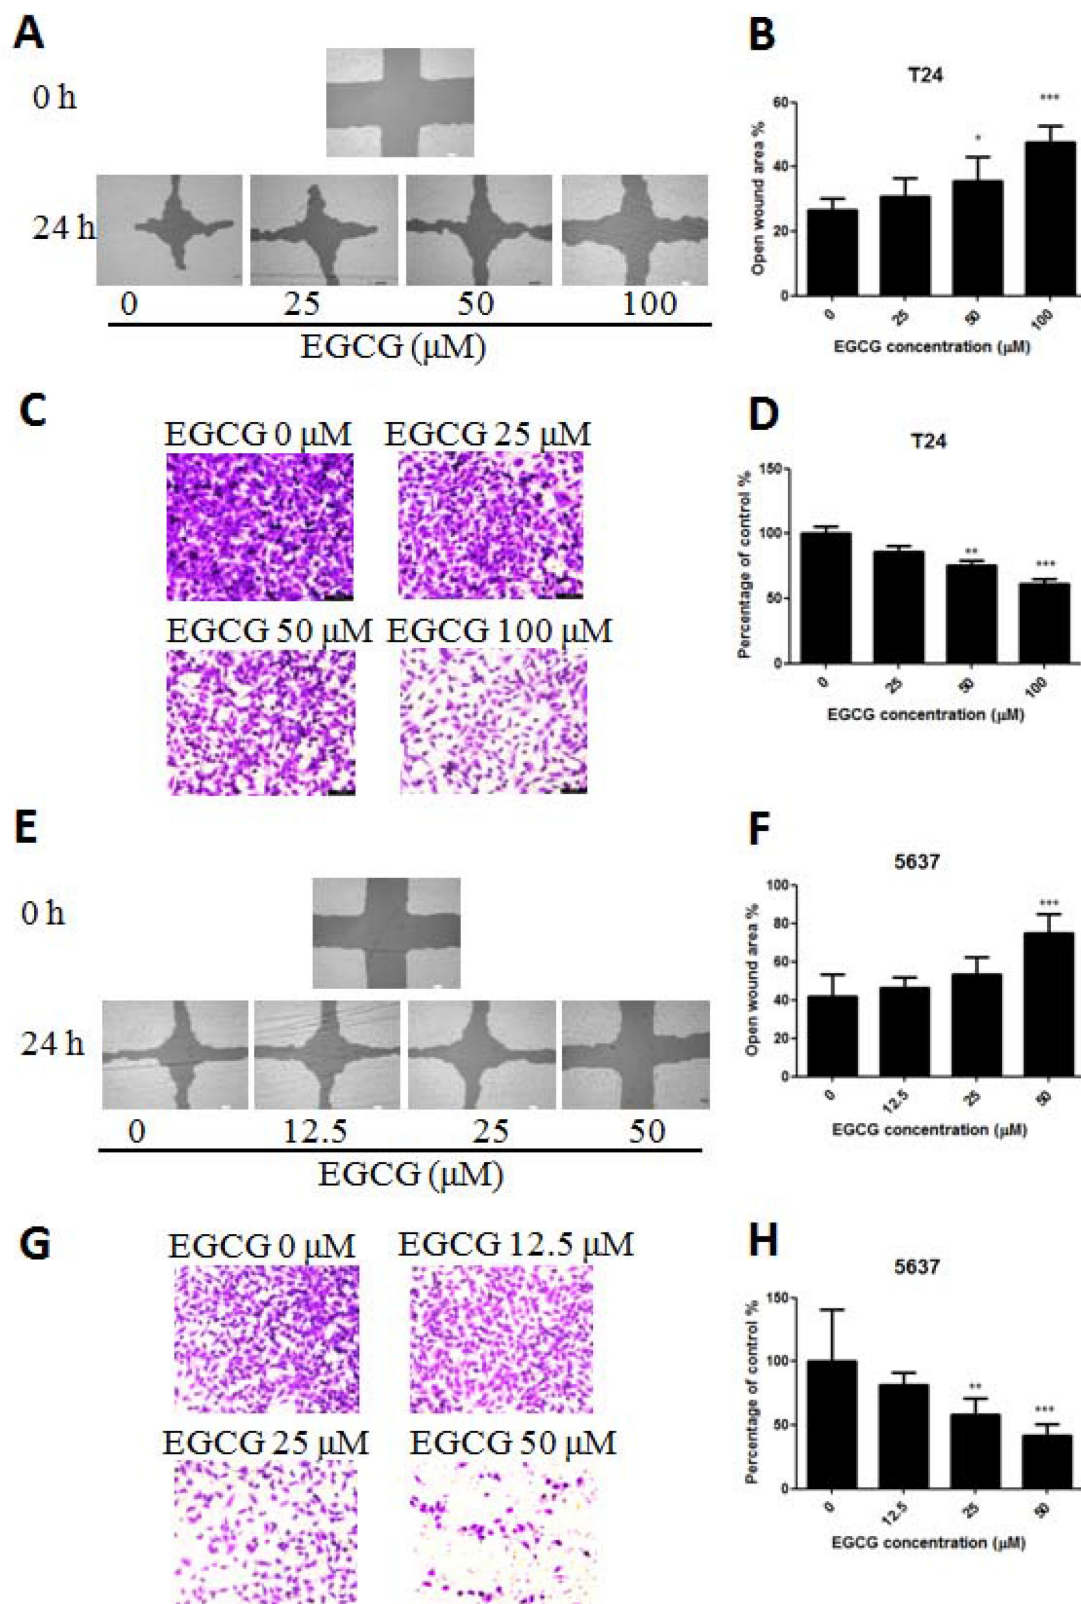 A
0 h
24 h
0 25 50 100
EGCG (μM)
B
T24
Open wound area %
60
40
20
0
***
*
0 25 50 100
EGCG concentration (μM)
C
EGCG 0 μM EGCG 25 μM
EGCG 50 μM EGCG 100 μM
D
T24
Percentage of control %
150
100
50
0
**
***
0 25 50 100
EGCG concentration (μM)
E
0 h
24 h
0 12.5 25 50
EGCG (μM)
F
5637
Open wound area %
100
80
60
40
20
0
***
0 12.5 25 50
EGCG concentration (μM)
G
EGCG 0 μM EGCG 12.5 μM
EGCG 25 μM EGCG 50 μM
H
5637
Percentage of control %
150
100
50
0
**
***
0 12.5 25 50
EGCG concentration (μM)